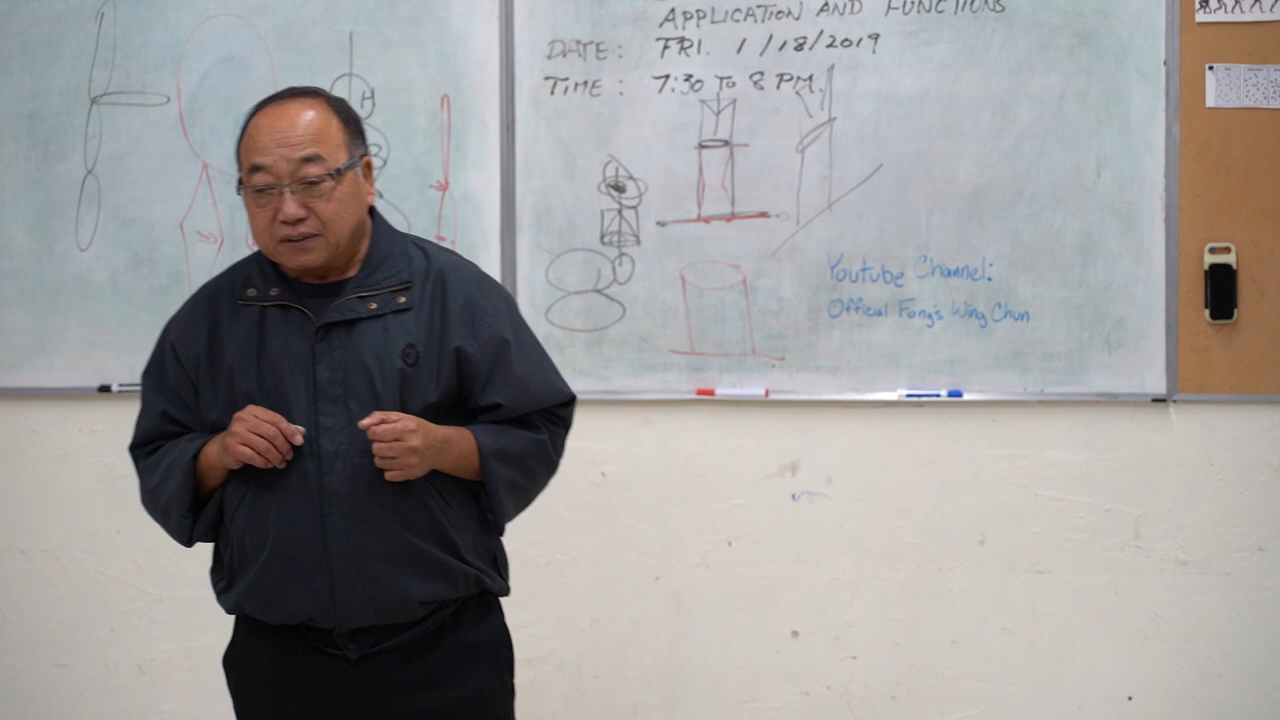 APPLICATION AND FUNCTIONS
DATE: FRI. 1/18/2019
TIME: 7:30 TO 8 PM.
H
B
Youtube Channel:
Official Fong's Wing Chun